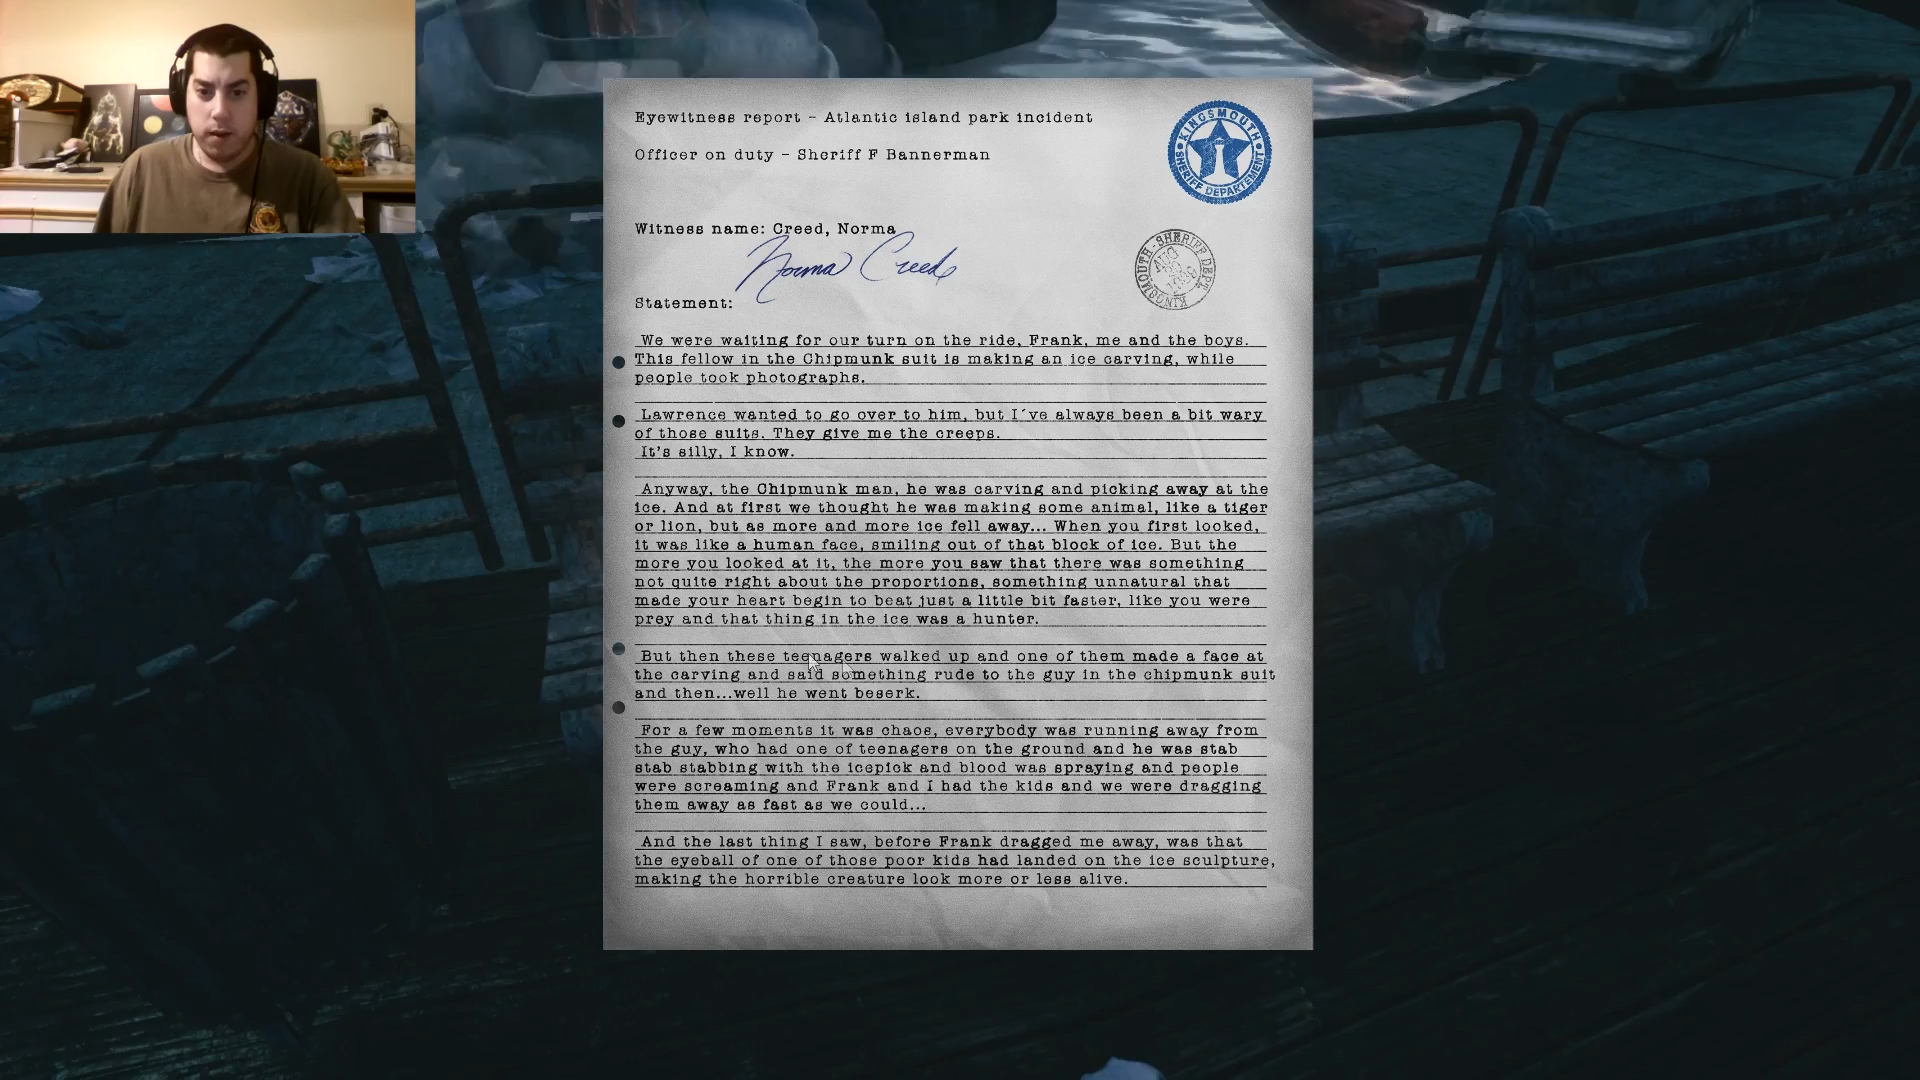 Eyewitness report - Atlantic island park incident
Officer on duty - Sheriff F Bannerman
KINGSMOUTH
SHERIFF DEPARTEMENT
Witness name: Creed, Norma
Norma Creed
KINGSMOUTH - SHERIFF DEPT
Statement:
We were waiting for our turn on the ride, Frank, me and the boys.
This fellow in the Chipmunk suit is making an ice carving, while
people took photographs.
Lawrence wanted to go over to him, but I´ve always been a bit wary
of those suits. They give me the creeps.
It's silly, I know.
Anyway, the Chipmunk man, he was carving and picking away at the
ice. And at first we thought he was making some animal, like a tiger
or lion, but as more and more ice fell away... When you first looked,
it was like a human face, smiling out of that block of ice. But the
more you looked at it, the more you saw that there was something
not quite right about the proportions, something unnatural that
made your heart begin to beat just a little bit faster, like you were
prey and that thing in the ice was a hunter.
But then these teenagers walked up and one of them made a face at
the carving and said something rude to the guy in the chipmunk suit
and then...well he went beserk.
For a few moments it was chaos, everybody was running away from
the guy, who had one of teenagers on the ground and he was stab
stab stabbing with the icepick and blood was spraying and people
were screaming and Frank and I had the kids and we were dragging
them away as fast as we could...
And the last thing I saw, before Frank dragged me away, was that
the eyeball of one of those poor kids had landed on the ice sculpture,
making the horrible creature look more or less alive.